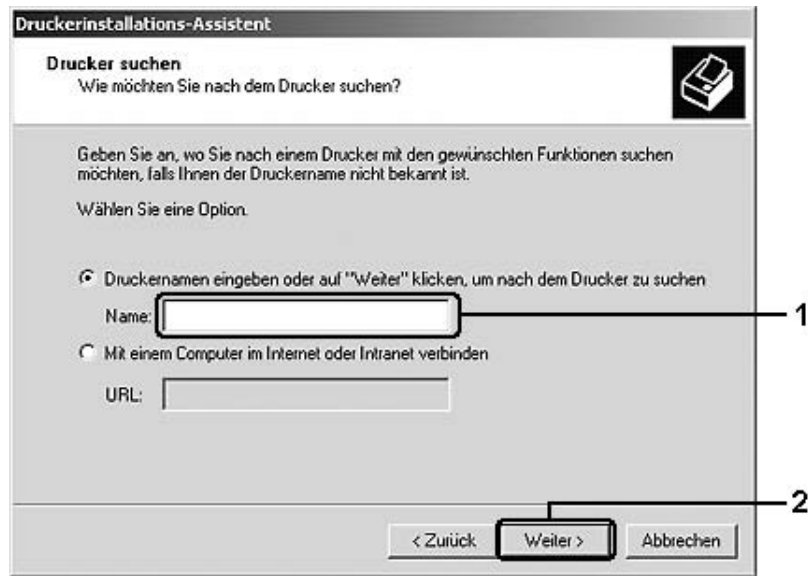 Druckerinstallations-Assistent
Drucker suchen
Wie möchten Sie nach dem Drucker suchen?
Geben Sie an, wo Sie nach einem Drucker mit den gewünschten Funktionen suchen
möchten, falls Ihnen der Druckername nicht bekannt ist.
Wählen Sie eine Option.
Druckernamen eingeben oder auf "Weiter" klicken, um nach dem Drucker zu suchen
Name:
1
Mit einem Computer im Internet oder Intranet verbinden
URL:
2
< Zurück
Weiter >
Abbrechen